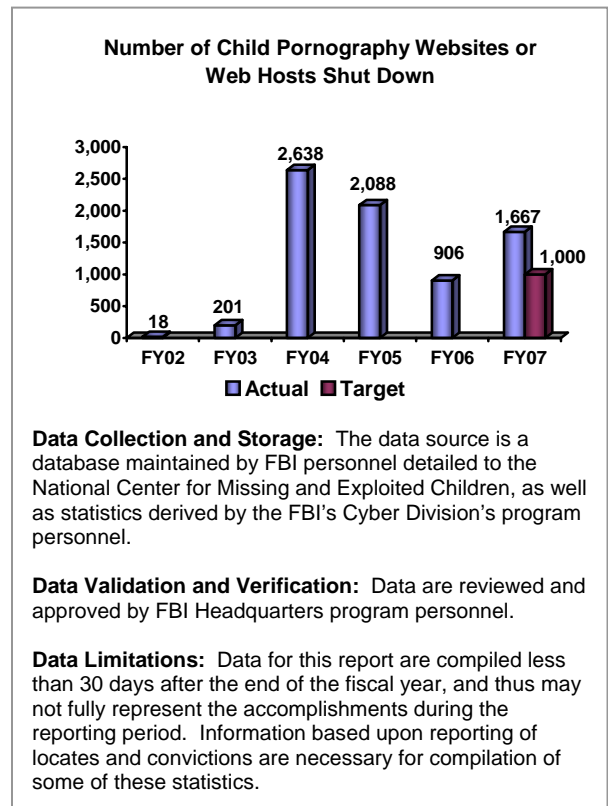 Number of Child Pornography Websites or
Web Hosts Shut Down
3,000
2,500
2,000
1,500
1,000
500
0
18
201
2,638
2,088
906
1,667
1,000
FY02 FY03 FY04 FY05 FY06 FY07
Actual Target
Data Collection and Storage: The data source is a
database maintained by FBI personnel detailed to the
National Center for Missing and Exploited Children, as well
as statistics derived by the FBI's Cyber Division's program
personnel.
Data Validation and Verification: Data are reviewed and
approved by FBI Headquarters program personnel.
Data Limitations: Data for this report are compiled less
than 30 days after the end of the fiscal year, and thus may
not fully represent the accomplishments during the
reporting period. Information based upon reporting of
locates and convictions are necessary for compilation of
some of these statistics.